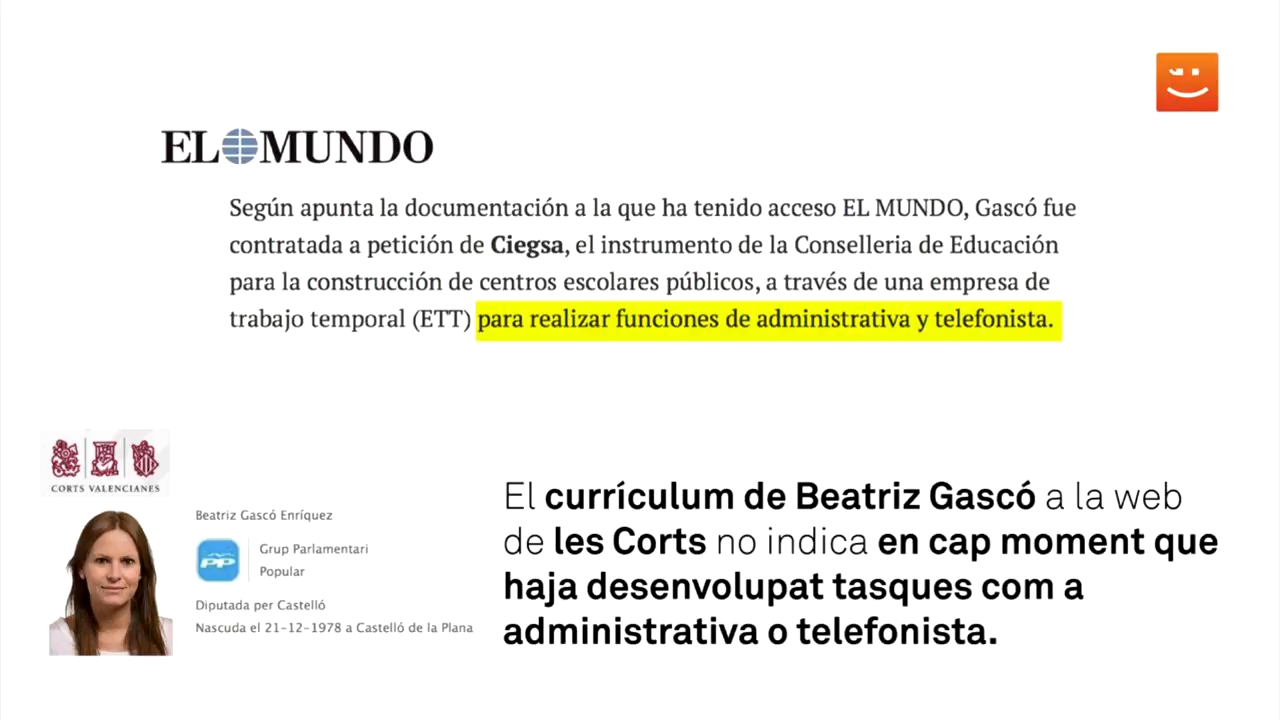 EL MUNDO
Según apunta la documentación a la que ha tenido acceso EL MUNDO, Gascó fue
contratada a petición de Ciegsa, el instrumento de la Conselleria de Educación
para la construcción de centros escolares públicos, a través de una empresa de
trabajo temporal (ETT) para realizar funciones de administrativa y telefonista.
CORTS VALENCIANES
Beatriz Gascó Enríquez
pp
Grup Parlamentari
Popular
Diputada per Castelló
Nascuda el 21-12-1978 a Castelló de la Plana
El currículum de Beatriz Gascó a la web
de les Corts no indica en cap moment que
haja desenvolupat tasques com a
administrativa o telefonista.